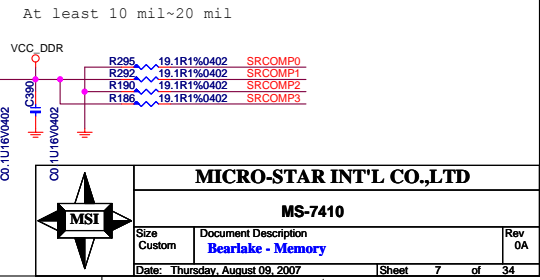 At least 10 mil~20 mil
VCC_DDR
R295 19.1R1%0402 SRCOMP0
R292 19.1R1%0402 SRCOMP1
R190 19.1R1%0402 SRCOMP2
R186 19.1R1%0402 SRCOMP3
C390
C0.1U16V0402
C0.1U16V0402
MICRO-STAR INT'L CO.,LTD
MSI
MS-7410
Size
Custom
Document Description
Bearlake - Memory
Rev
0A
Date: Thursday, August 09, 2007 Sheet 7 of 34